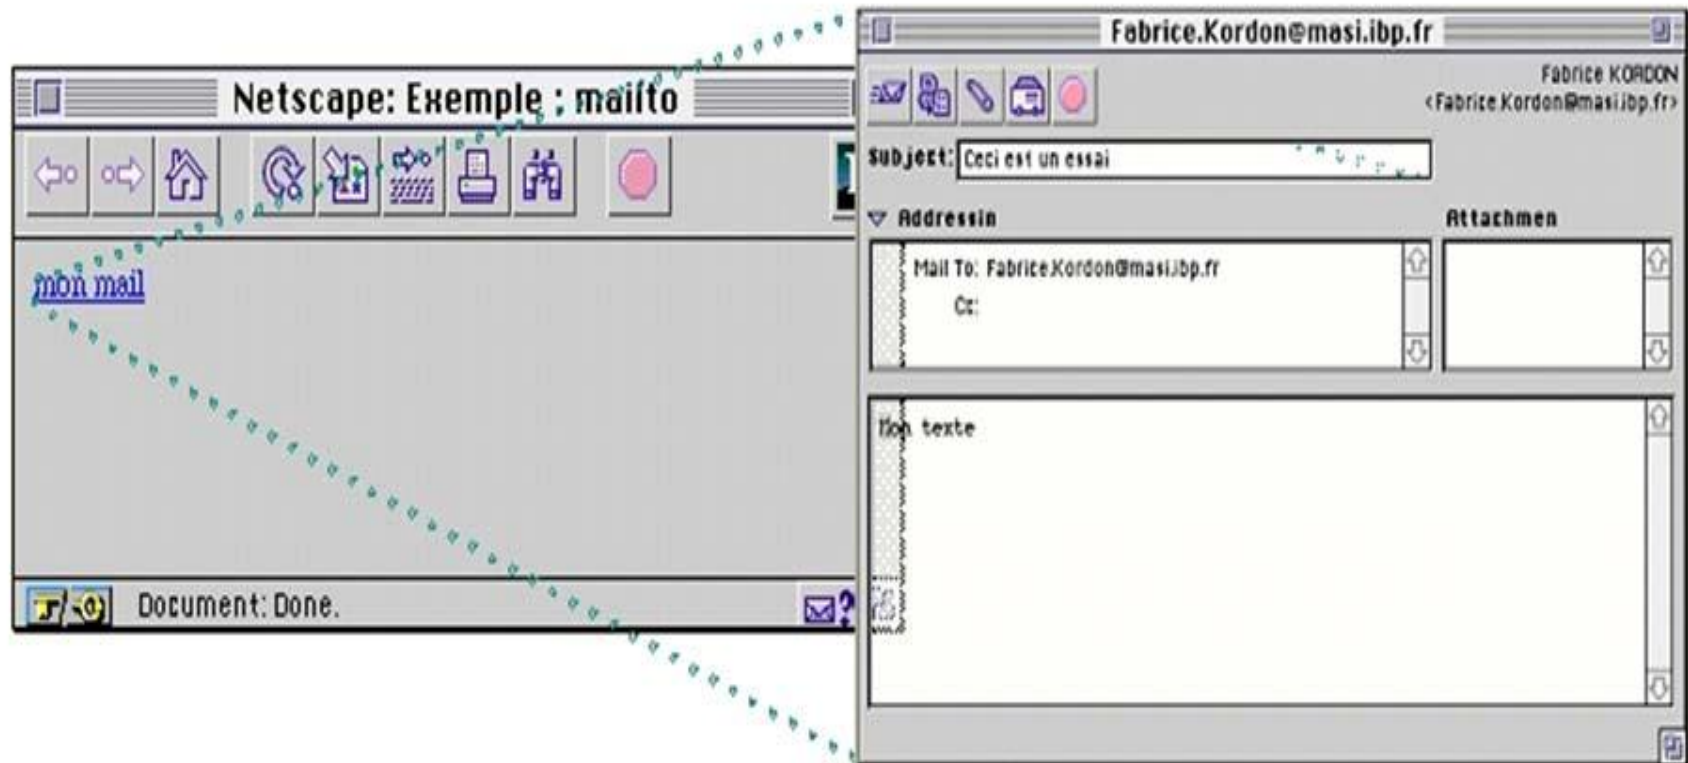 Netscape: Exemple : mailto
mon mail
Document: Done.
Fabrice.Kordon@masi.ibp.fr
Fabrice KORDON
<Fabrice.Kordon@masi.ibp.fr>
Subject: Ceci est un essai
Addressin
Attachmen
Mail To: Fabrice.Kordon@masi.ibp.fr
Cc:
Mon texte